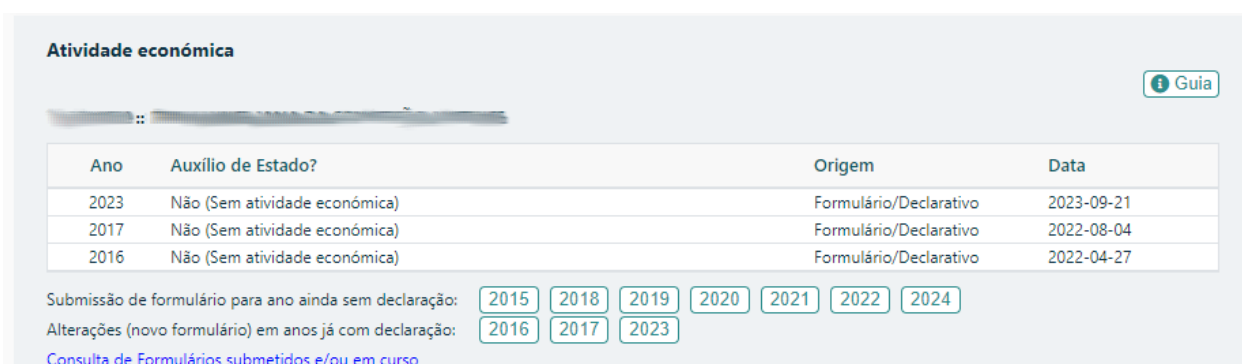 Atividade económica
Guia
::
Ano Auxílio de Estado? Origem Data
2023 Não (Sem atividade económica) Formulário/Declarativo 2023-09-21
2017 Não (Sem atividade económica) Formulário/Declarativo 2022-08-04
2016 Não (Sem atividade económica) Formulário/Declarativo 2022-04-27
Submissão de formulário para ano ainda sem declaração: 2015 2018 2019 2020 2021 2022 2024
Alterações (novo formulário) em anos já com declaração: 2016 2017 2023
Consulta de Formulários submetidos e/ou em curso